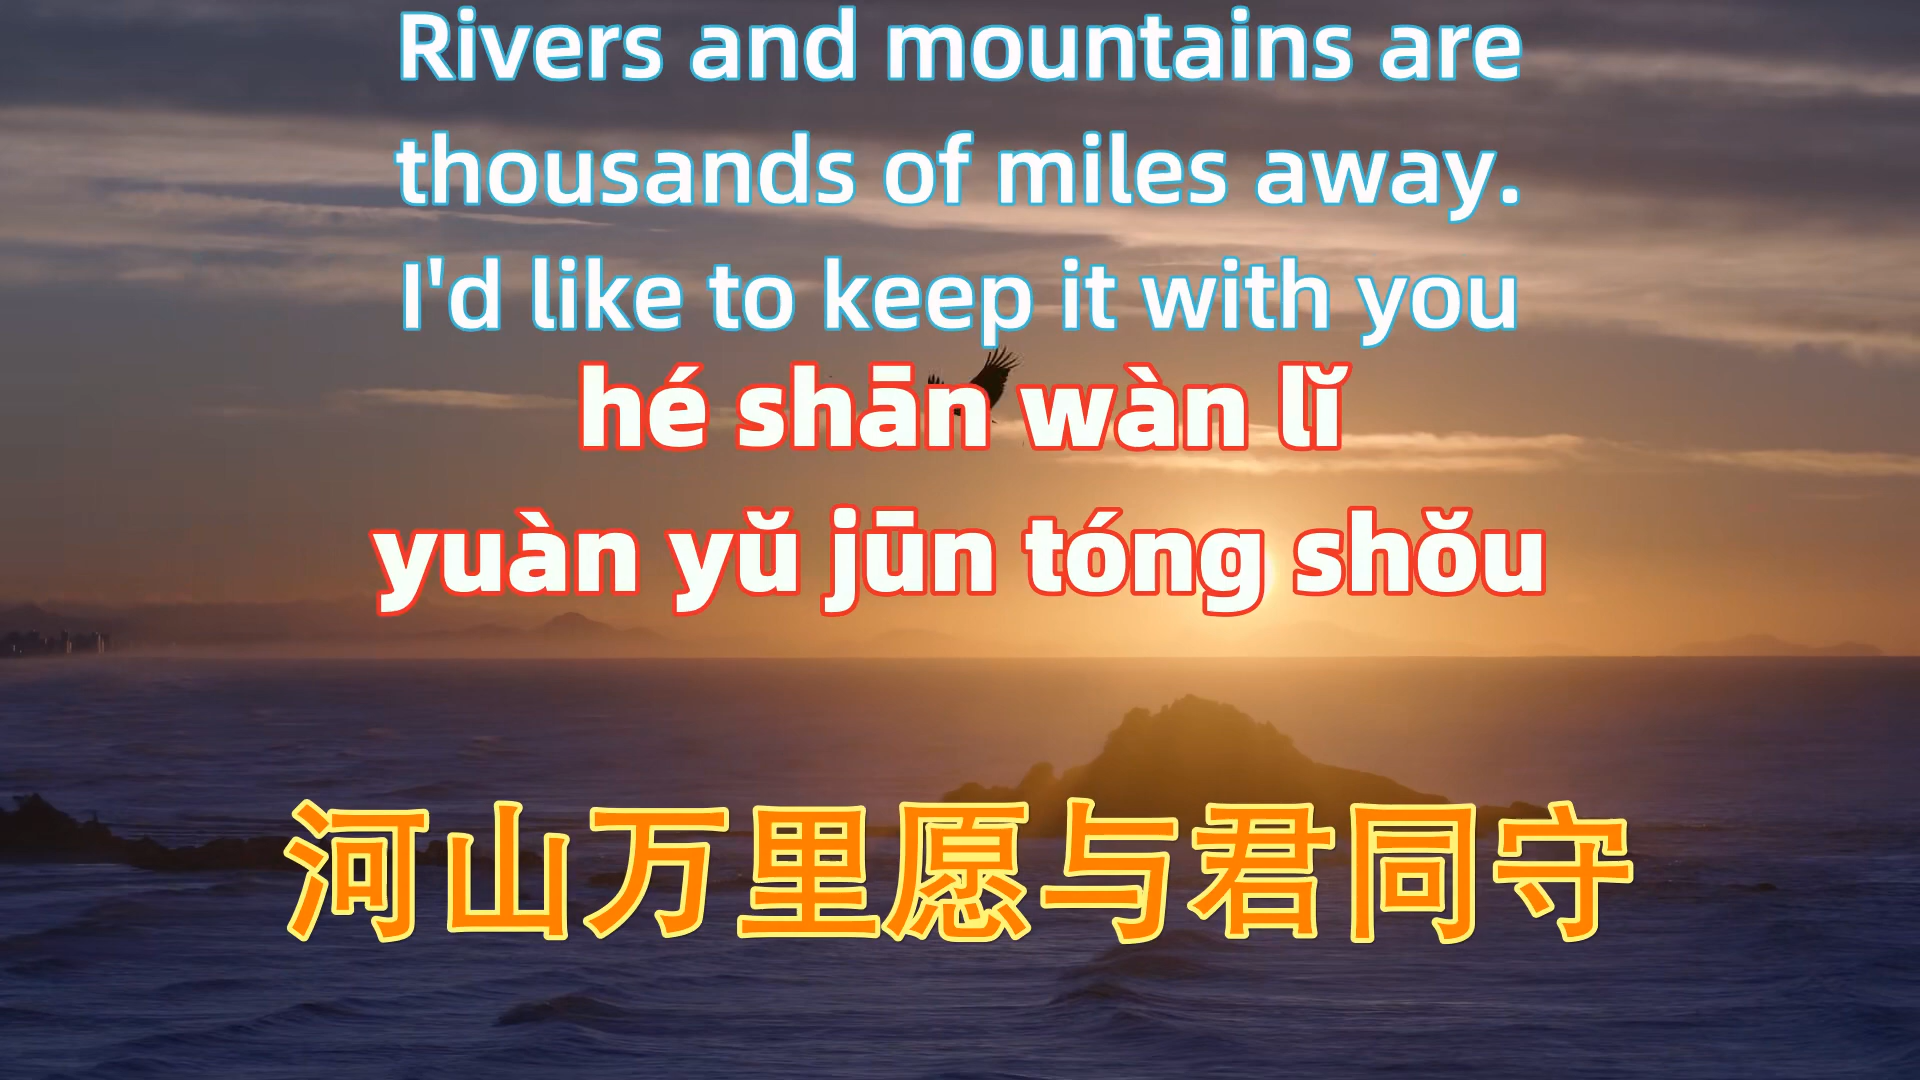 Rivers and mountains are
thousands of miles away.
I'd like to keep it with you
hé shān wàn lǐ
yuàn yǔ jūn tóng shǒu
河山万里愿与君同守